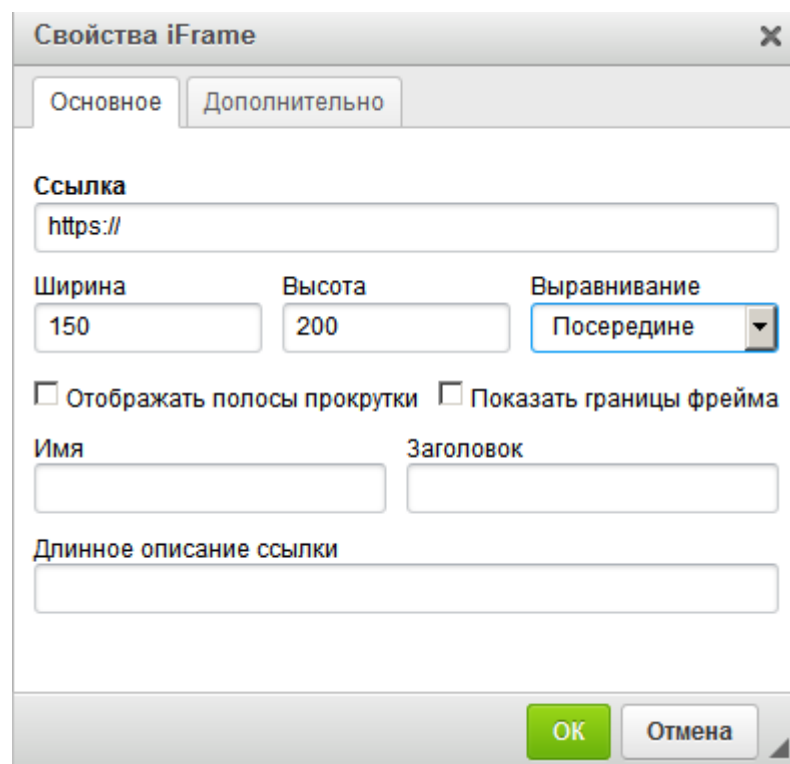 Свойства iFrame
Основное Дополнительно
Ссылка
https://
Ширина Высота Выравнивание
150 200 Посередине
Отображать полосы прокрутки Показать границы фрейма
Имя Заголовок
Длинное описание ссылки
ОК Отмена